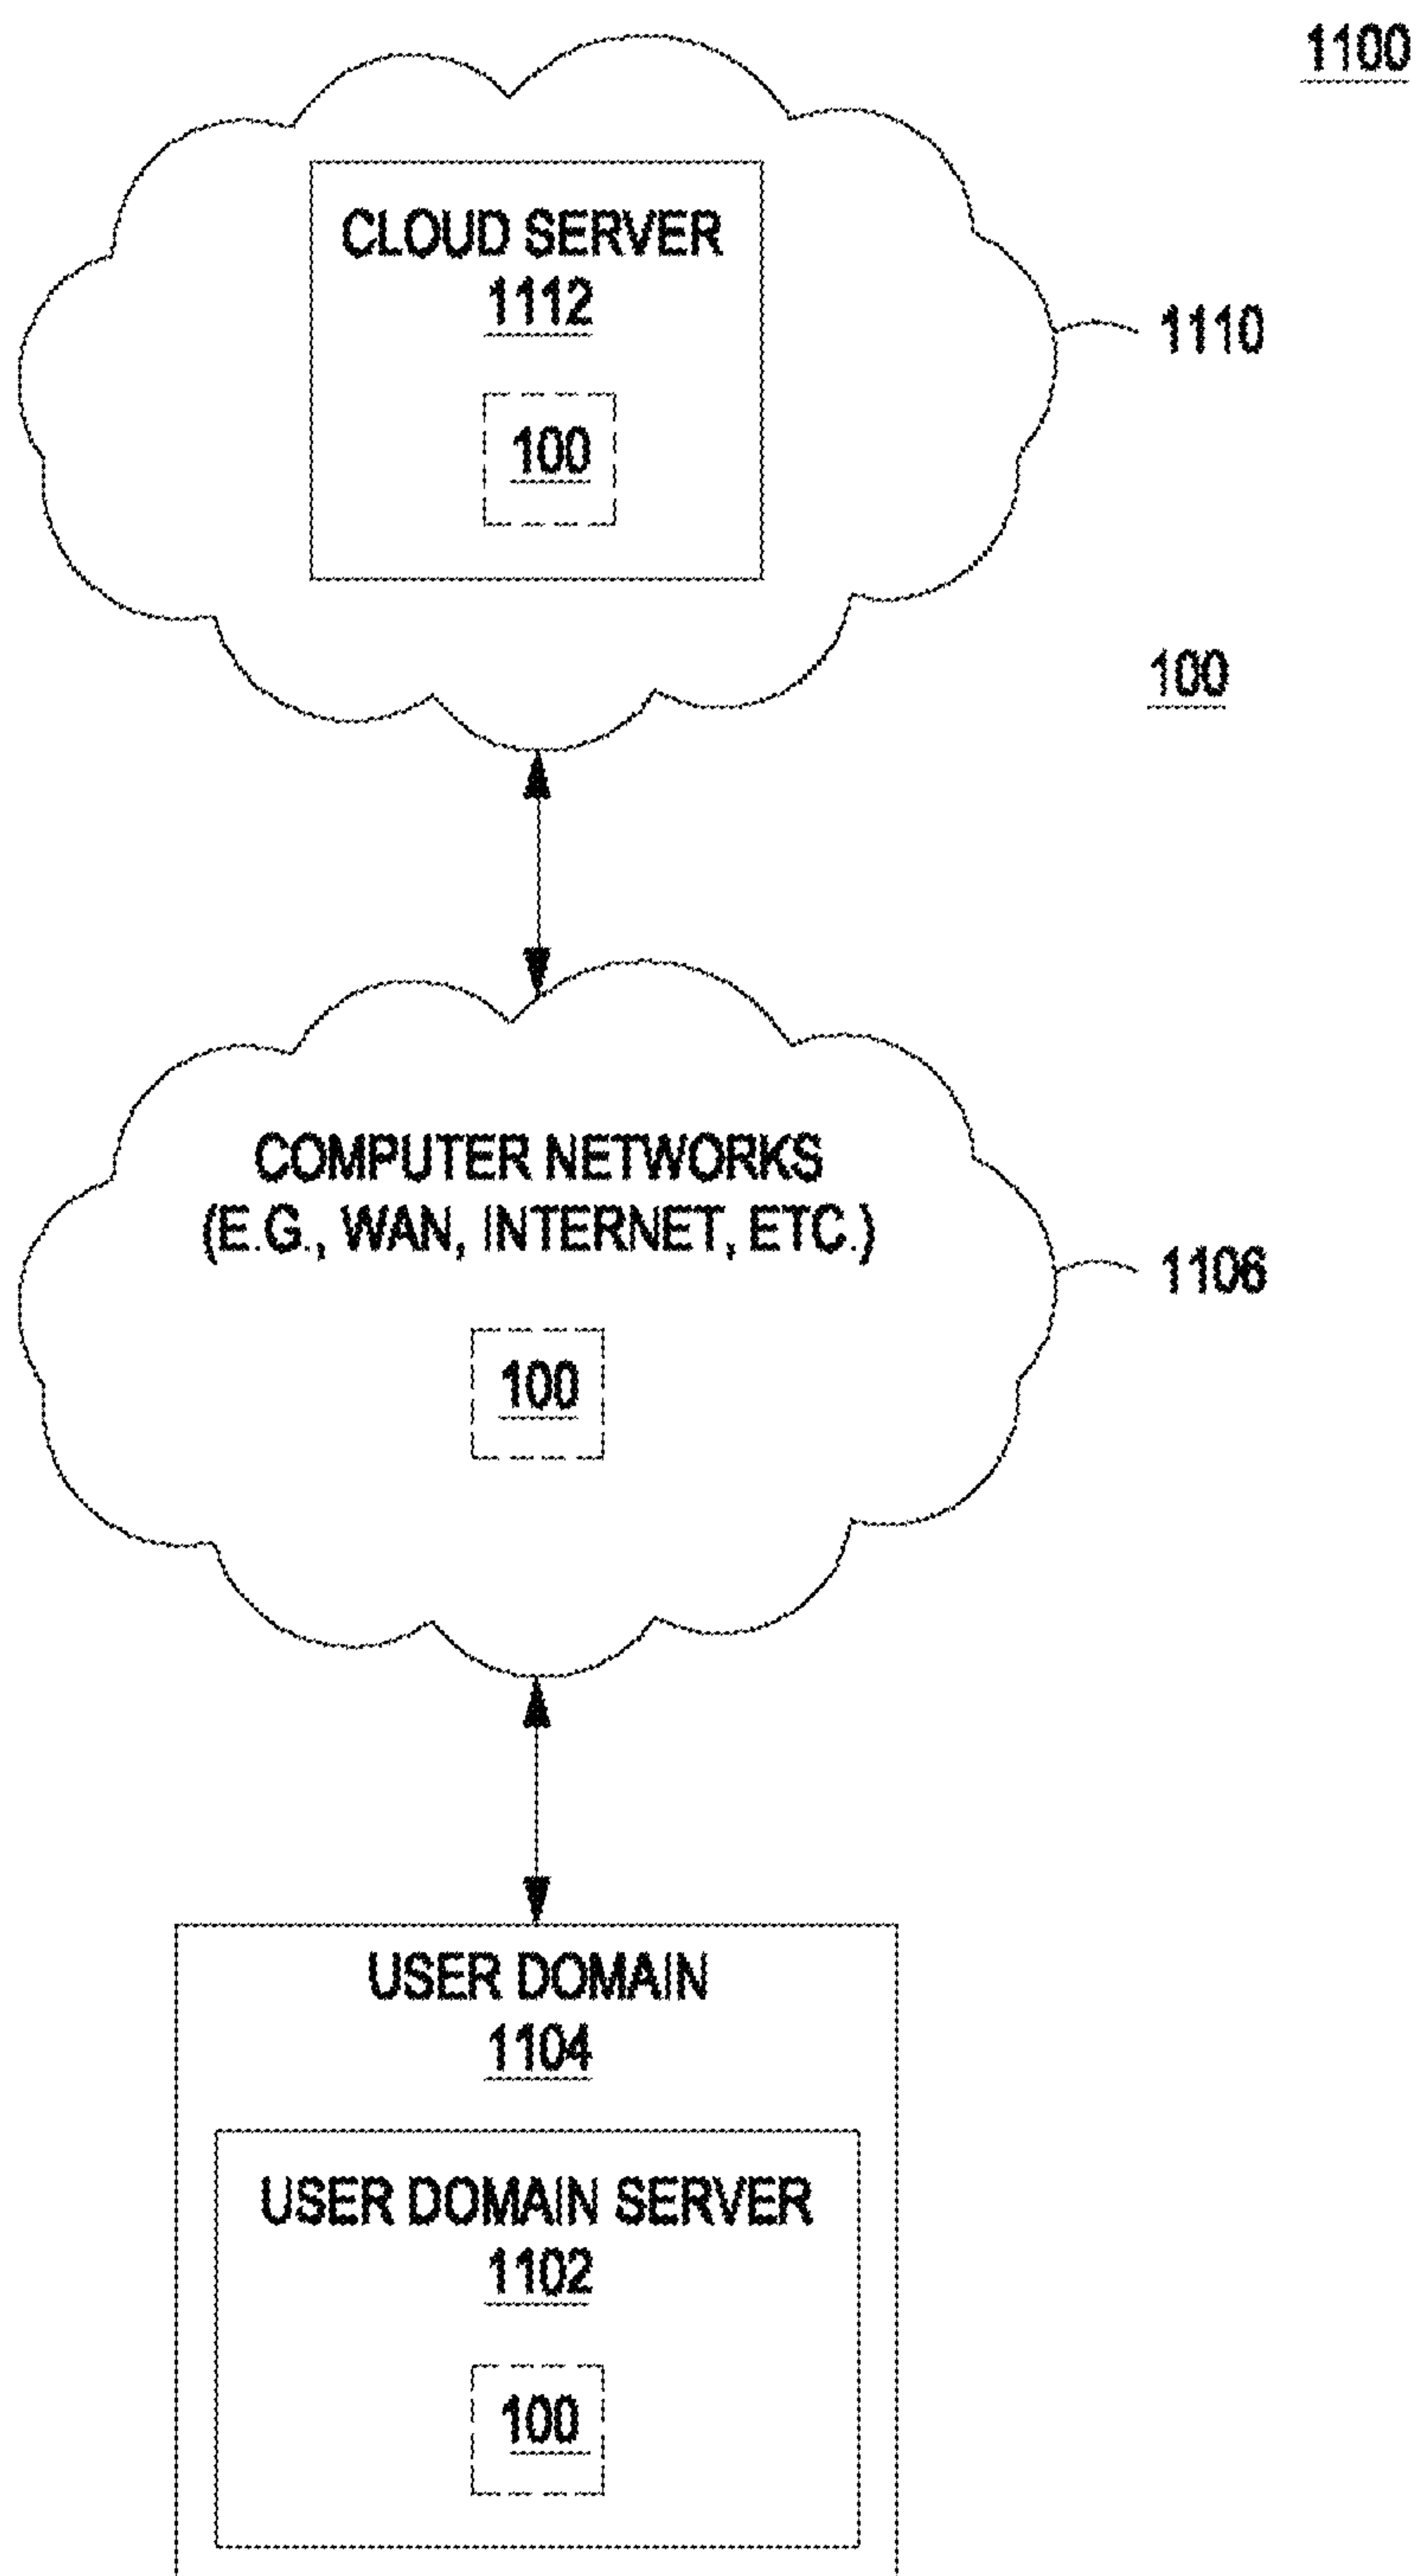 1100
CLOUD SERVER
1112
1110
100
100
COMPUTER NETWORKS
(E.G., WAN, INTERNET, ETC.)
1106
100
USER DOMAIN
1104
USER DOMAIN SERVER
1102
100